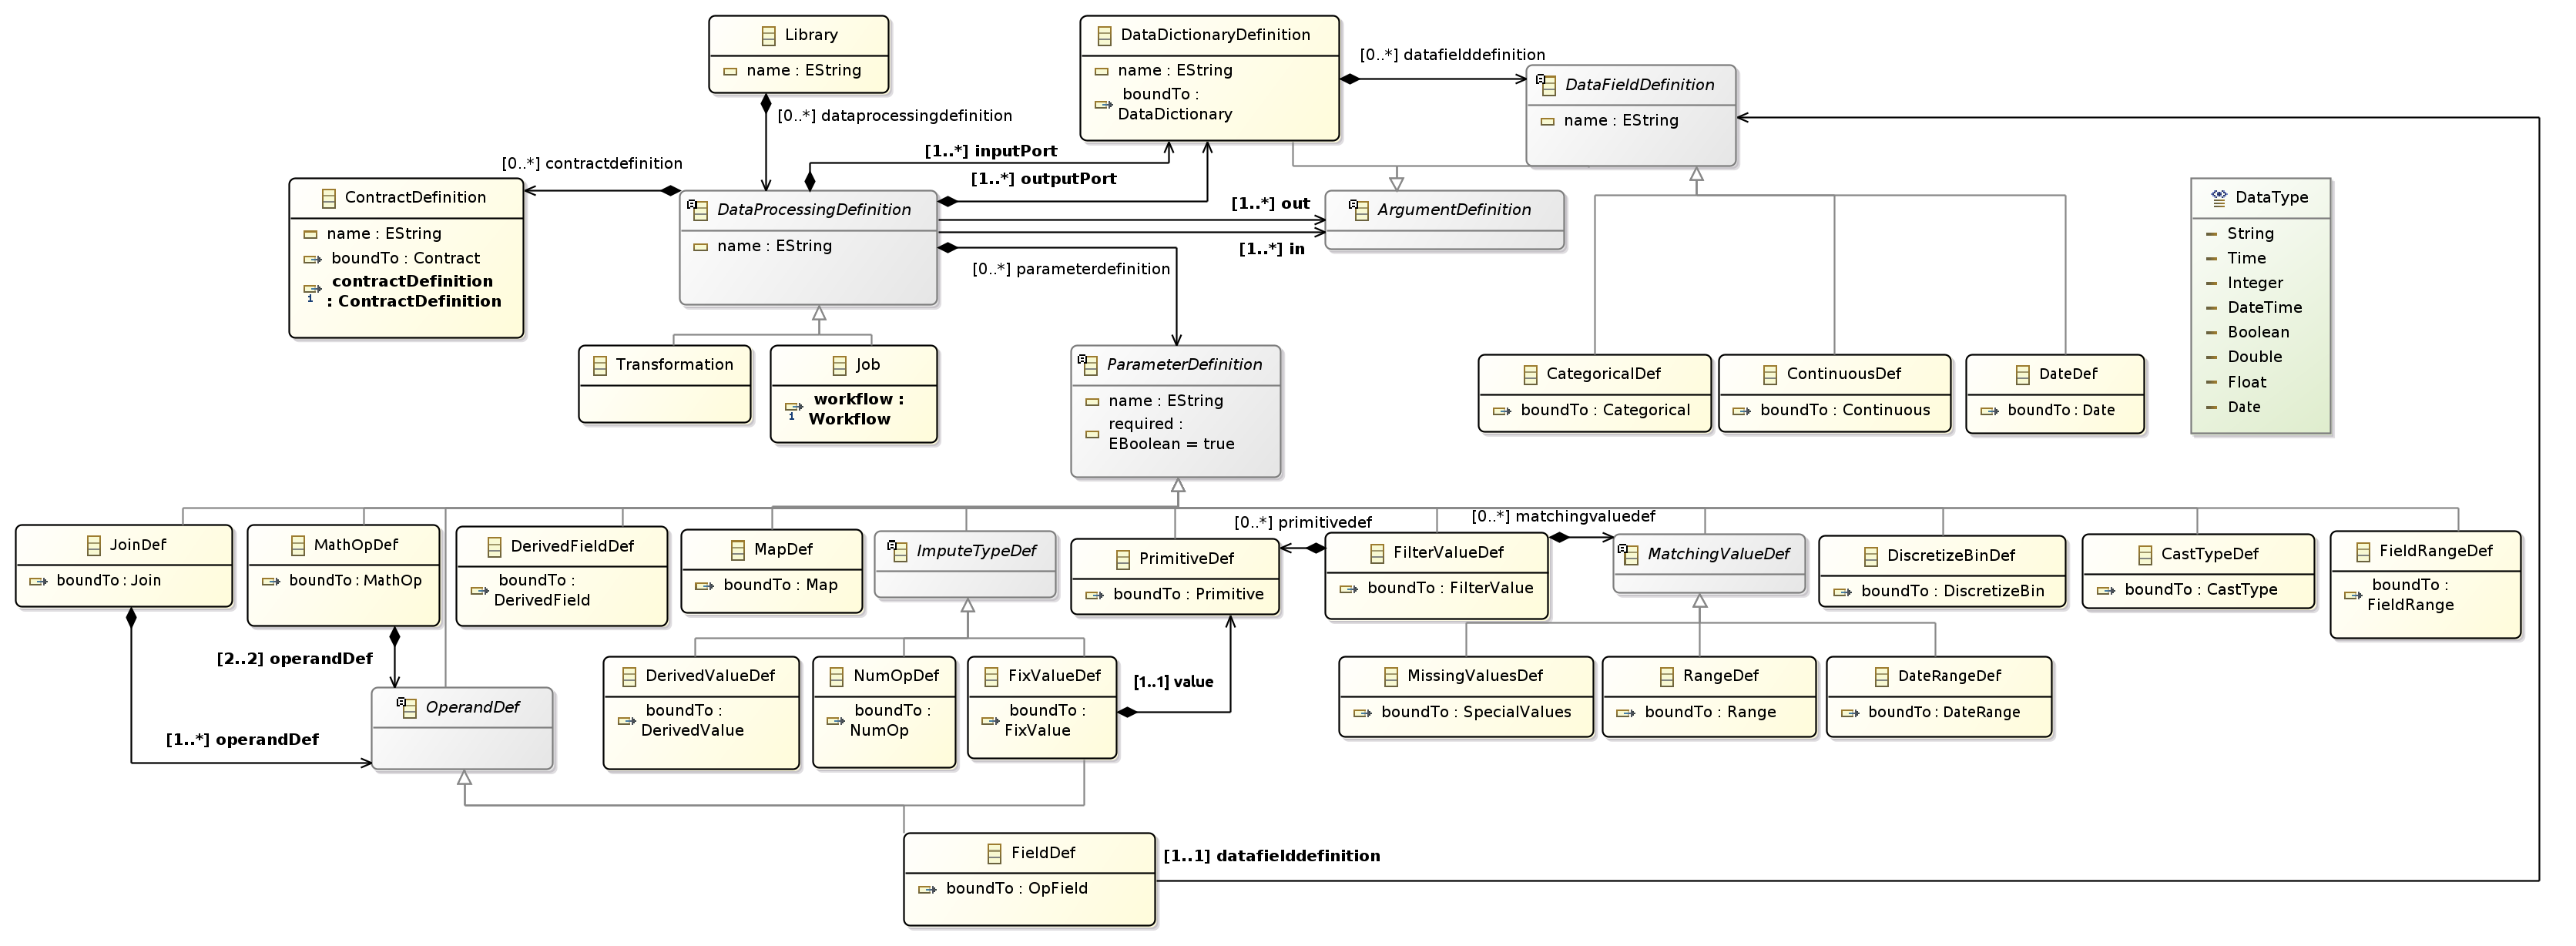 Library
name : EString
[0..*] dataprocessingdefinition
DataDictionaryDefinition
name : EString
boundTo :
DataDictionary
[0..*] datafielddefinition
DataFieldDefinition
name : EString
[1..*] inputPort
[1..*] outputPort
[0..*] contractdefinition
ContractDefinition
name : EString
boundTo : Contract
contractDefinition
: ContractDefinition
1
DataProcessingDefinition
name : EString
[1..*] out
[1..*] in
ArgumentDefinition
[0..*] parameterdefinition
DataType
String
Time
Integer
DateTime
Boolean
Double
Float
Date
Transformation
Job
workflow :
Workflow
1
ParameterDefinition
name : EString
required :
EBoolean = true
CategoricalDef
boundTo : Categorical
ContinuousDef
boundTo : Continuous
DateDef
boundTo : Date
JoinDef
boundTo : Join
MathOpDef
boundTo : MathOp
DerivedFieldDef
boundTo :
DerivedField
MapDef
boundTo : Map
ImputeTypeDef
PrimitiveDef
boundTo : Primitive
[0..*] primitivedef
FilterValueDef
boundTo : FilterValue
[0..*] matchingvaluedef
MatchingValueDef
DiscretizeBinDef
boundTo : DiscretizeBin
CastTypeDef
boundTo : CastType
FieldRangeDef
boundTo :
FieldRange
[2..2] operandDef
[1..*] operandDef
OperandDef
DerivedValueDef
boundTo :
DerivedValue
NumOpDef
boundTo :
NumOp
FixValueDef
boundTo :
FixValue
[1..1] value
MissingValuesDef
boundTo : SpecialValues
RangeDef
boundTo : Range
DateRangeDef
boundTo : DateRange
FieldDef
boundTo : OpField
[1..1] datafielddefinition